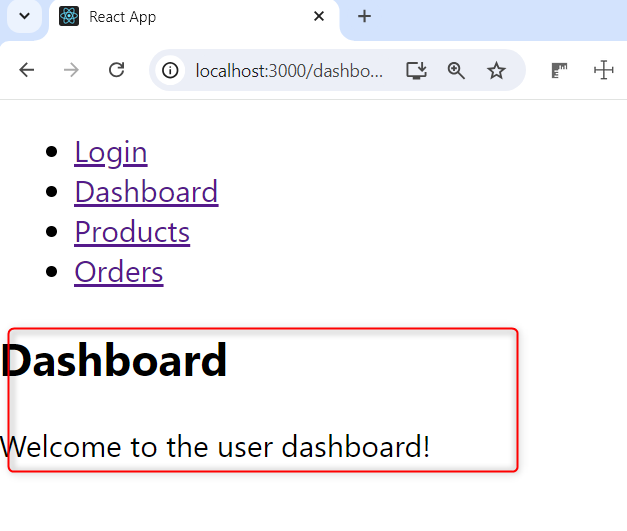 React App
localhost:3000/dashbo...
Login
Dashboard
Products
Orders
Dashboard
Welcome to the user dashboard!